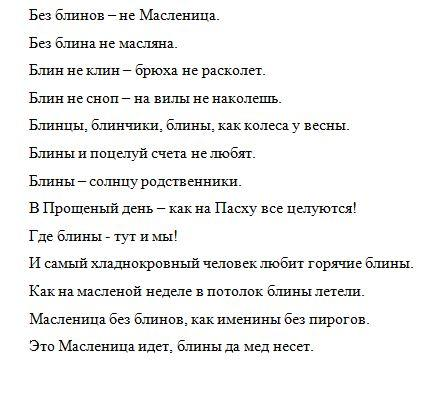 Без блинов – не Масленица.
Без блина не масляна.
Блин не клин – брюха не расколет.
Блин не сноп – на вилы не наколешь.
Блинцы, блинчики, блины, как колеса у весны.
Блины и поцелуй счета не любят.
Блины – солнцу родственники.
В Прощеный день – как на Пасху все целуются!
Где блины - тут и мы!
И самый хладнокровный человек любит горячие блины.
Как на масленой неделе в потолок блины летели.
Масленица без блинов, как именины без пирогов.
Это Масленица идет, блины да мед несет.